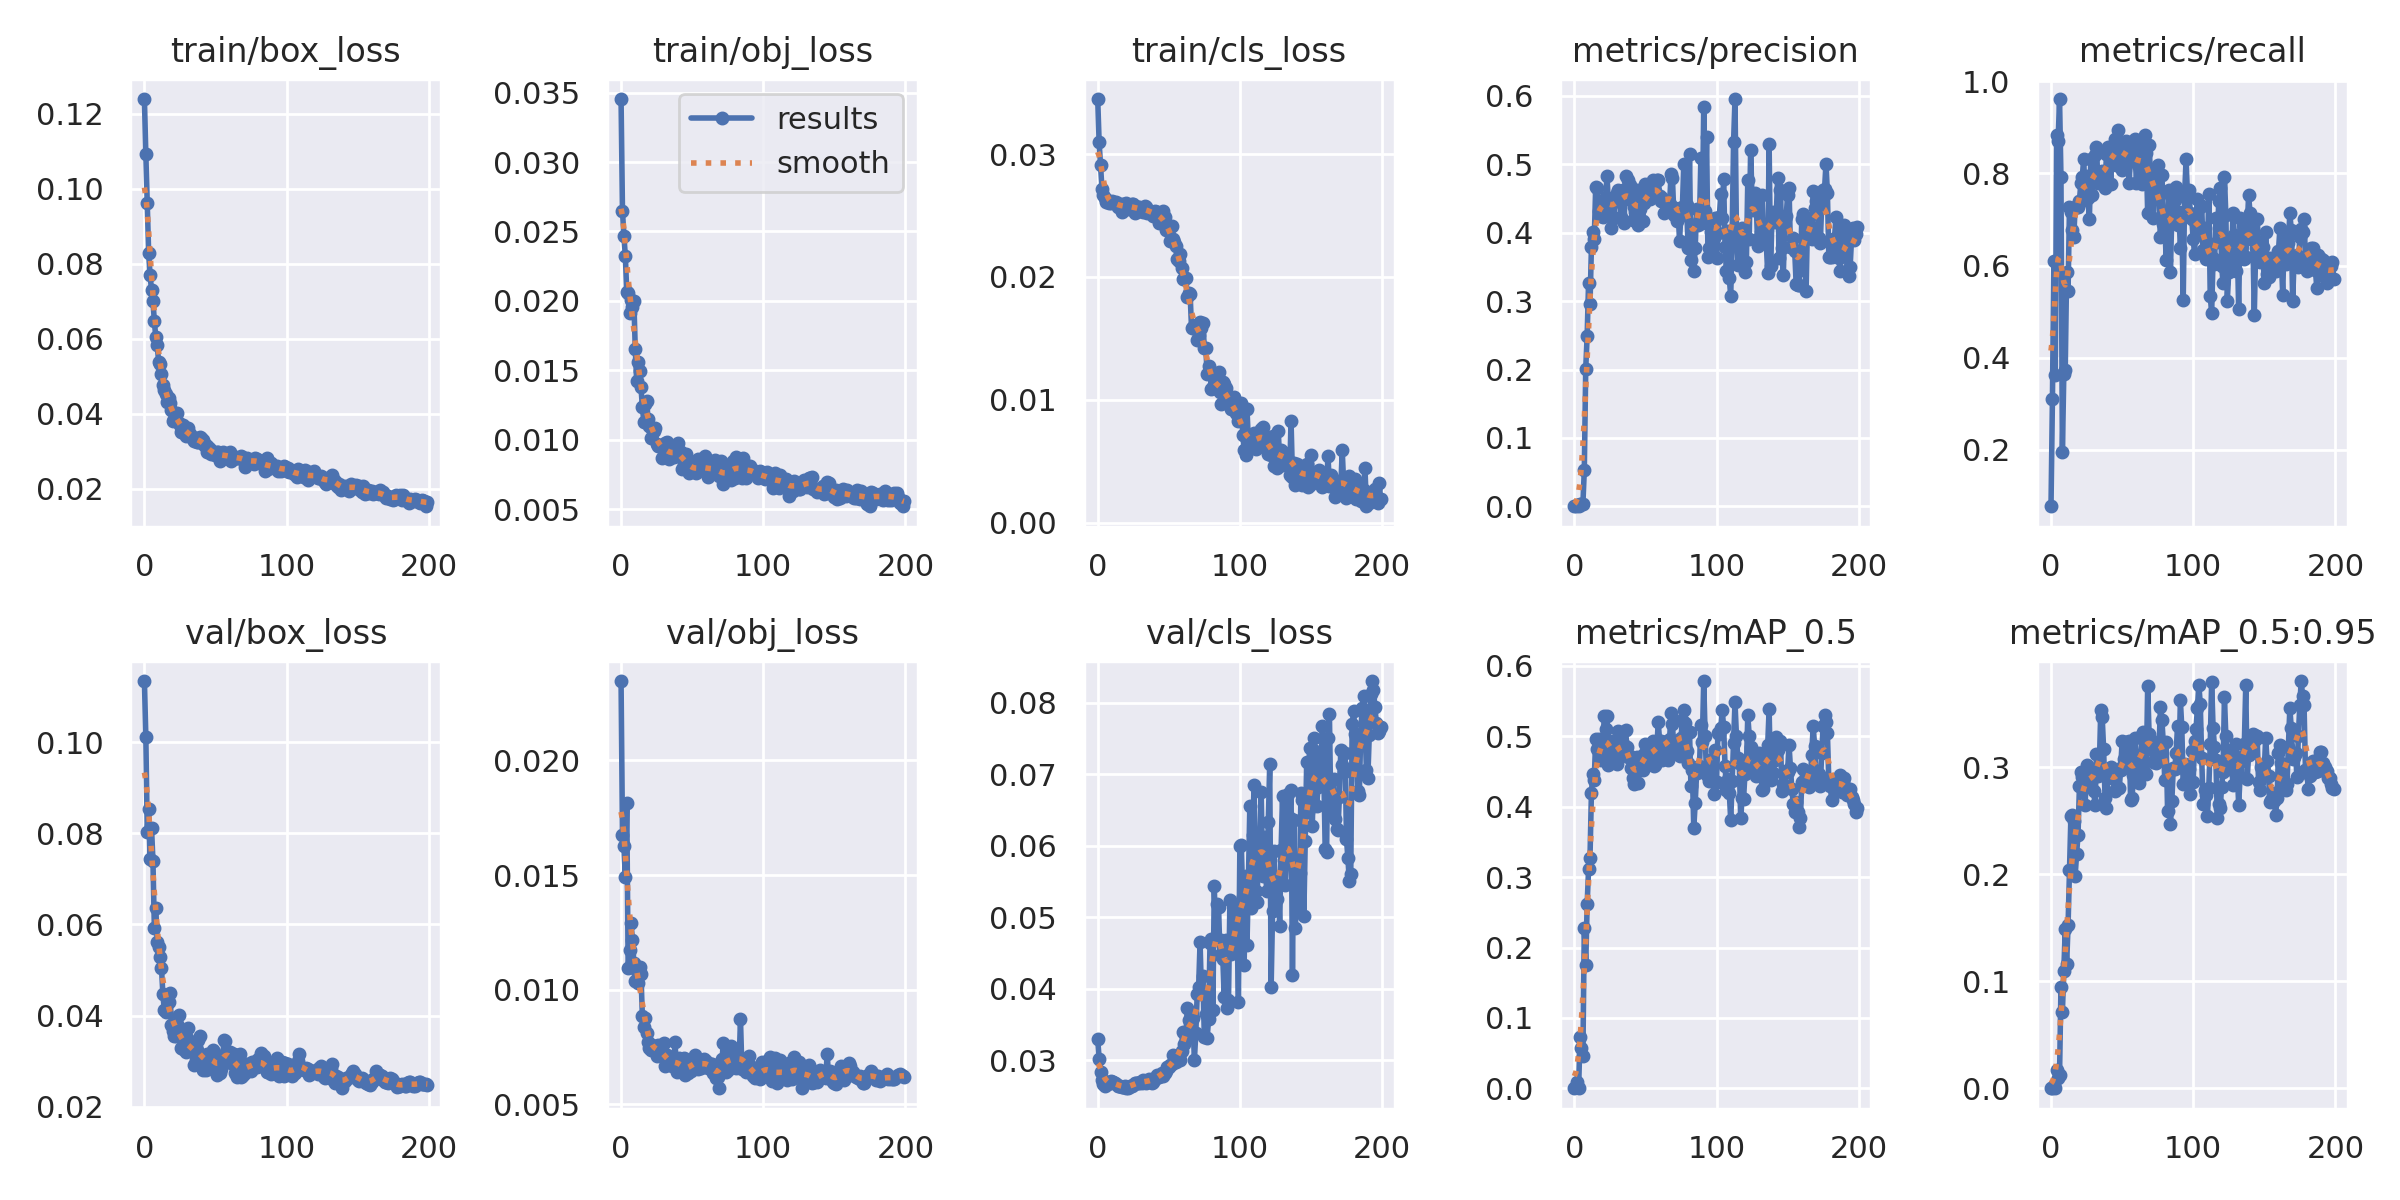 train/box_loss
0.12
0.10
0.08
0.06
0.04
0.02
0 100 200
train/obj_loss
0.035
0.030
0.025
0.020
0.015
0.010
0.005
results
smooth
0 100 200
train/cls_loss
0.03
0.02
0.01
0.00
0 100 200
metrics/precision
0.6
0.5
0.4
0.3
0.2
0.1
0.0
0 100 200
metrics/recall
1.0
0.8
0.6
0.4
0.2
0 100 200
val/box_loss
0.10
0.08
0.06
0.04
0.02
0 100 200
val/obj_loss
0.020
0.015
0.010
0.005
0 100 200
val/cls_loss
0.08
0.07
0.06
0.05
0.04
0.03
0 100 200
metrics/mAP_0.5
0.6
0.5
0.4
0.3
0.2
0.1
0.0
0 100 200
metrics/mAP_0.5:0.95
0.3
0.2
0.1
0.0
0 100 200